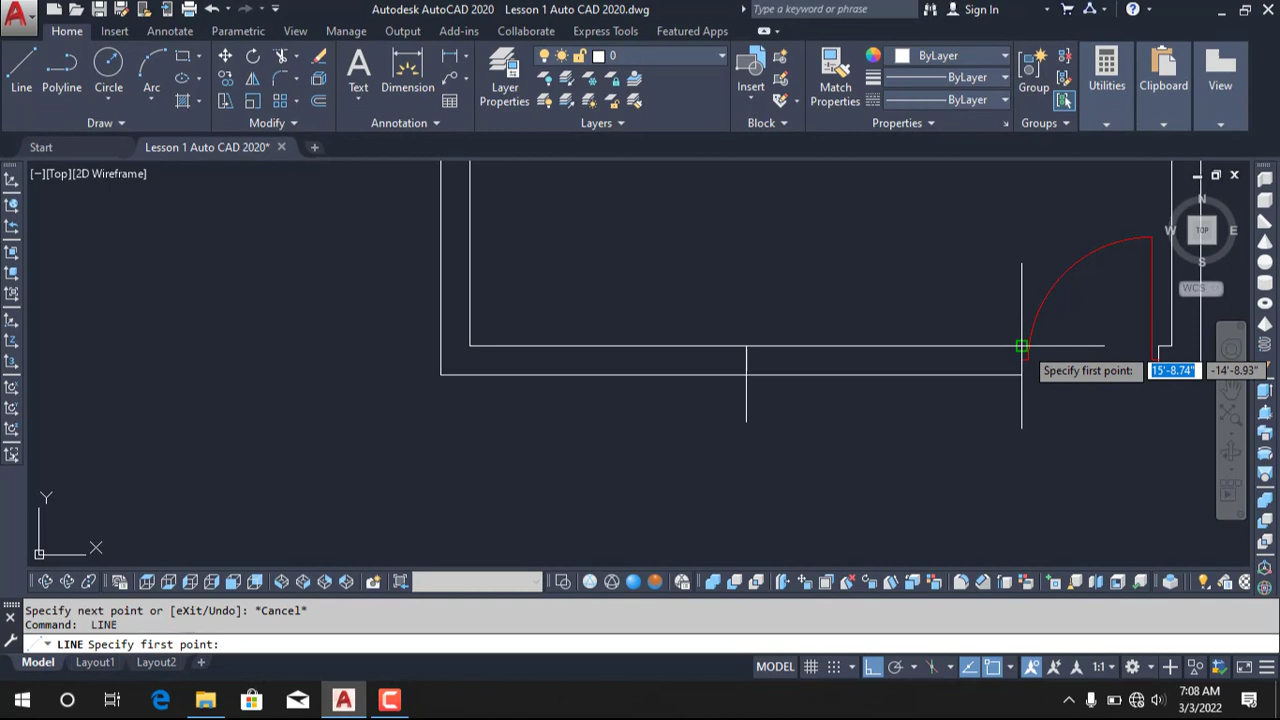 Autodesk AutoCAD 2020 Lesson 1 Auto CAD 2020.dwg
Type a keyword or phrase
Sign In
Home Insert Annotate Parametric View Manage Output Add-ins Collaborate Express Tools Featured Apps
0
ByLayer
ByLayer
ByLayer
Line Polyline Circle Arc
Text Dimension
Layer Properties
Insert
Match Properties
Group
Utilities
Clipboard
View
Draw Modify Annotation Layers Block Properties Groups
Start
Lesson 1 Auto CAD 2020*
[−][Top][2D Wireframe]
N
W TOP E
S
WCS
Specify first point: 15'-8.74" -14'-8.93"
Y
X
Specify next point or [eXit/Undo]: *Cancel*
Command: LINE
LINE Specify first point:
Model Layout1 Layout2
MODEL 1:1
7:08 AM
3/3/2022